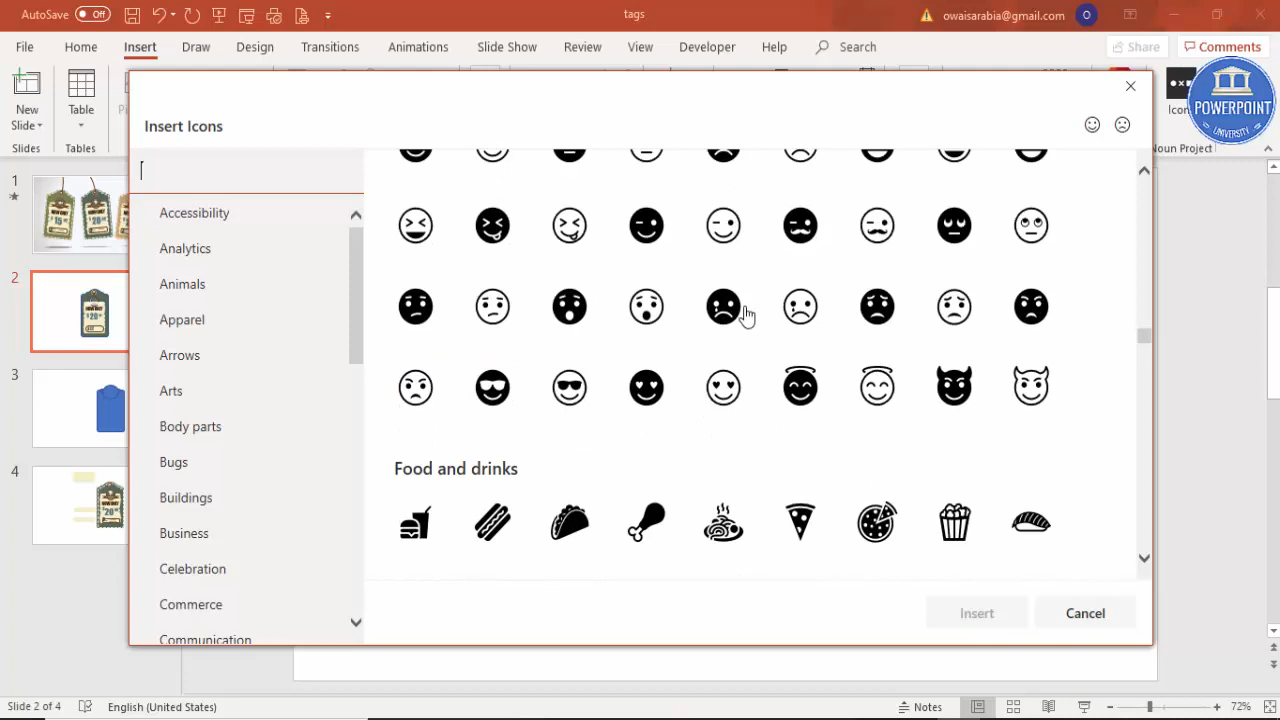 AutoSave Off
tags
owaisarabia@gmail.com O
File Home Insert Draw Design Transitions Animations Slide Show Review View Developer Help Search Share Comments
New Slide
Table
Slides
Tables
POWERPOINT
UNIVERSITY
Noun Project
Insert Icons
Accessibility
Analytics
Animals
Apparel
Arrows
Arts
Body parts
Bugs
Buildings
Business
Celebration
Commerce
Communication
Food and drinks
Insert
Cancel
1
2
3
4
Slide 2 of 4
English (United States)
Notes
72%